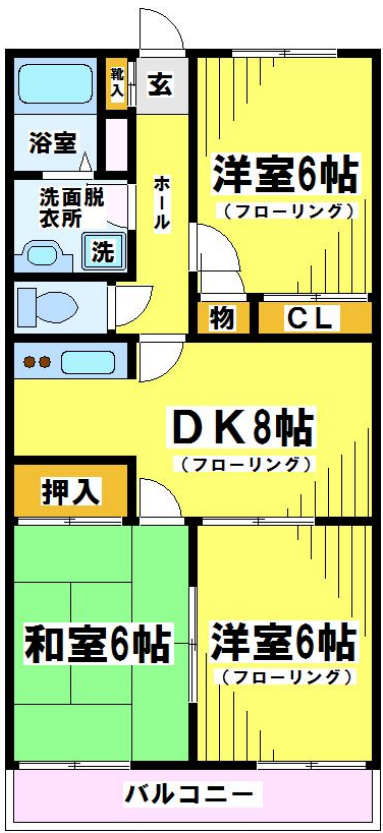 靴入
玄
浴室
ホール
洋室6帖
(フローリング)
洗面脱
衣所
洗
物
CL
DK8帖
(フローリング)
押入
和室6帖
洋室6帖
(フローリング)
バルコニー